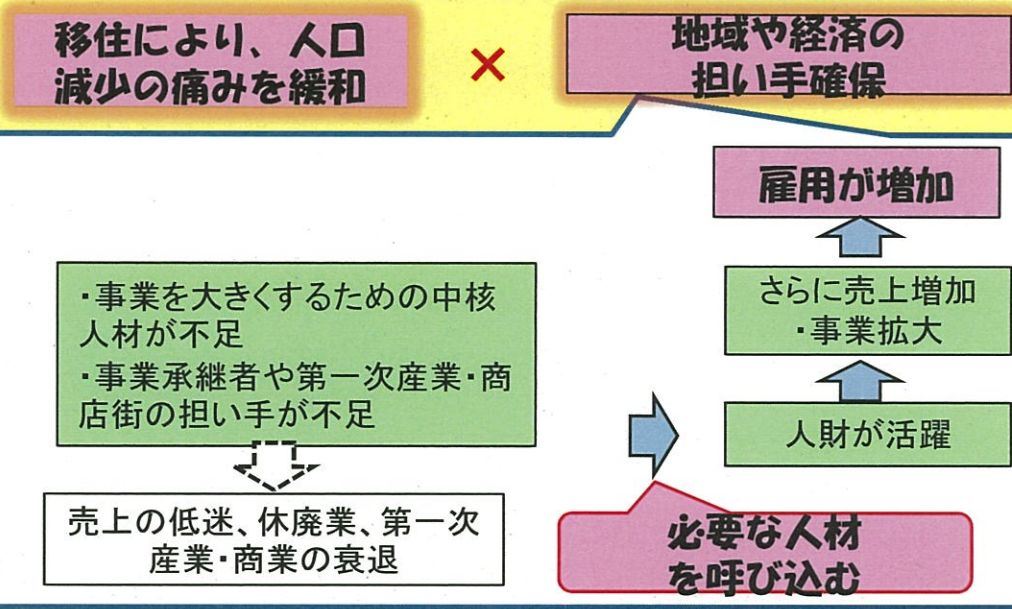 移住により、人口
減少の痛みを緩和
×
地域や経済の
担い手確保
雇用が増加
さらに売上増加
・事業拡大
人財が活躍
・事業を大きくするための中核
人材が不足
・事業承継者や第一次産業・商
店街の担い手が不足
売上の低迷、休廃業、第一次
産業・商業の衰退
必要な人材
を呼び込む